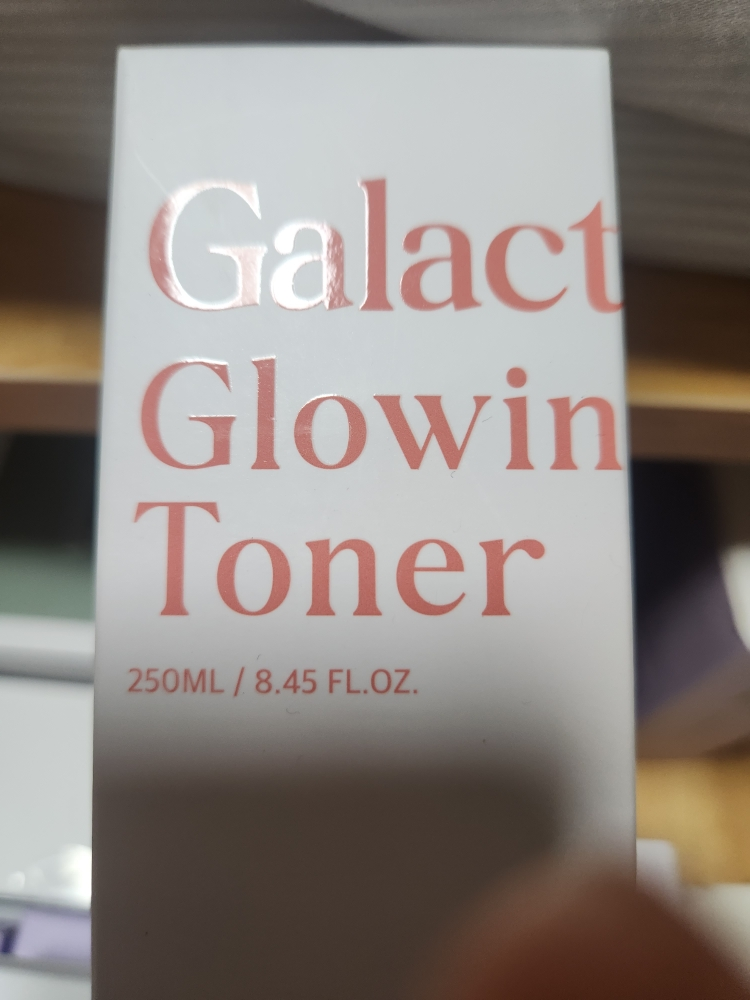 Galact
Glowin
Toner
250ML / 8.45 FL.OZ.